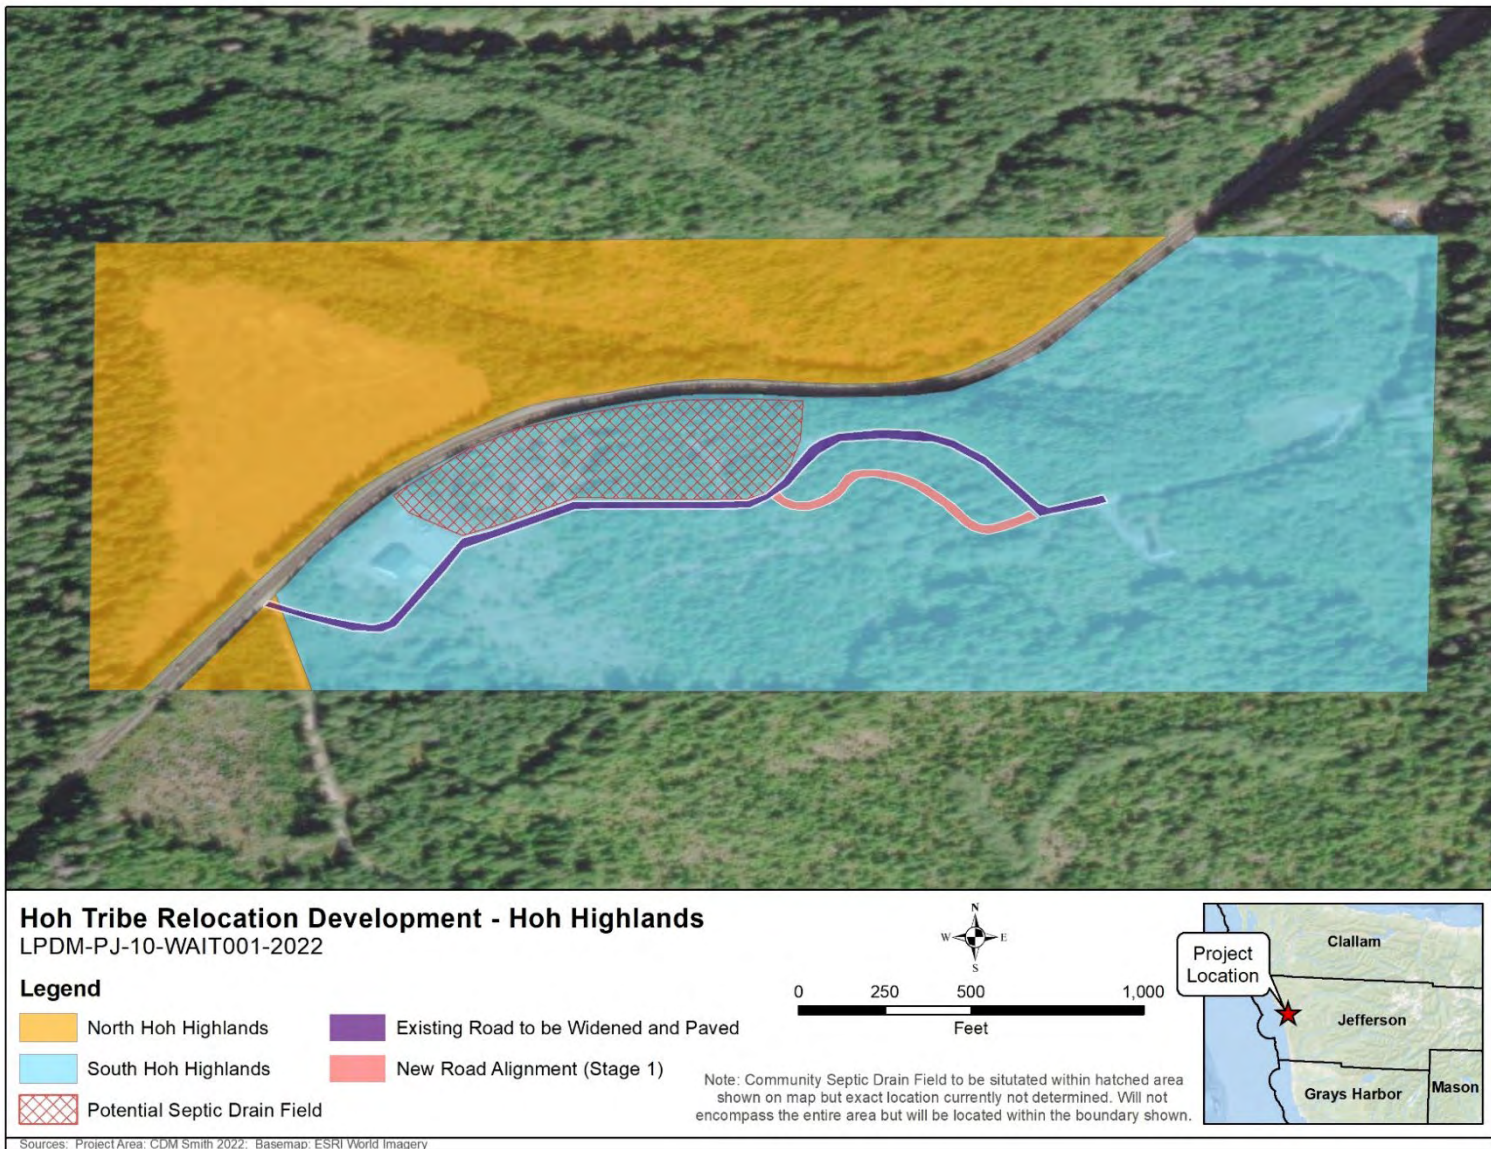 Hoh Tribe Relocation Development - Hoh Highlands
LPDM-PJ-10-WAIT001-2022
Legend
North Hoh Highlands
South Hoh Highlands
Potential Septic Drain Field
Existing Road to be Widened and Paved
New Road Alignment (Stage 1)
N
W
E
S
0 250 500 1,000
Feet
Note: Community Septic Drain Field to be situtated within hatched area
shown on map but exact location currently not determined. Will not
encompass the entire area but will be located within the boundary shown.
Project
Location
Clallam
Jefferson
Grays Harbor
Mason
Sources: Project Area: CDM Smith 2022; Basemap: ESRI World Imagery